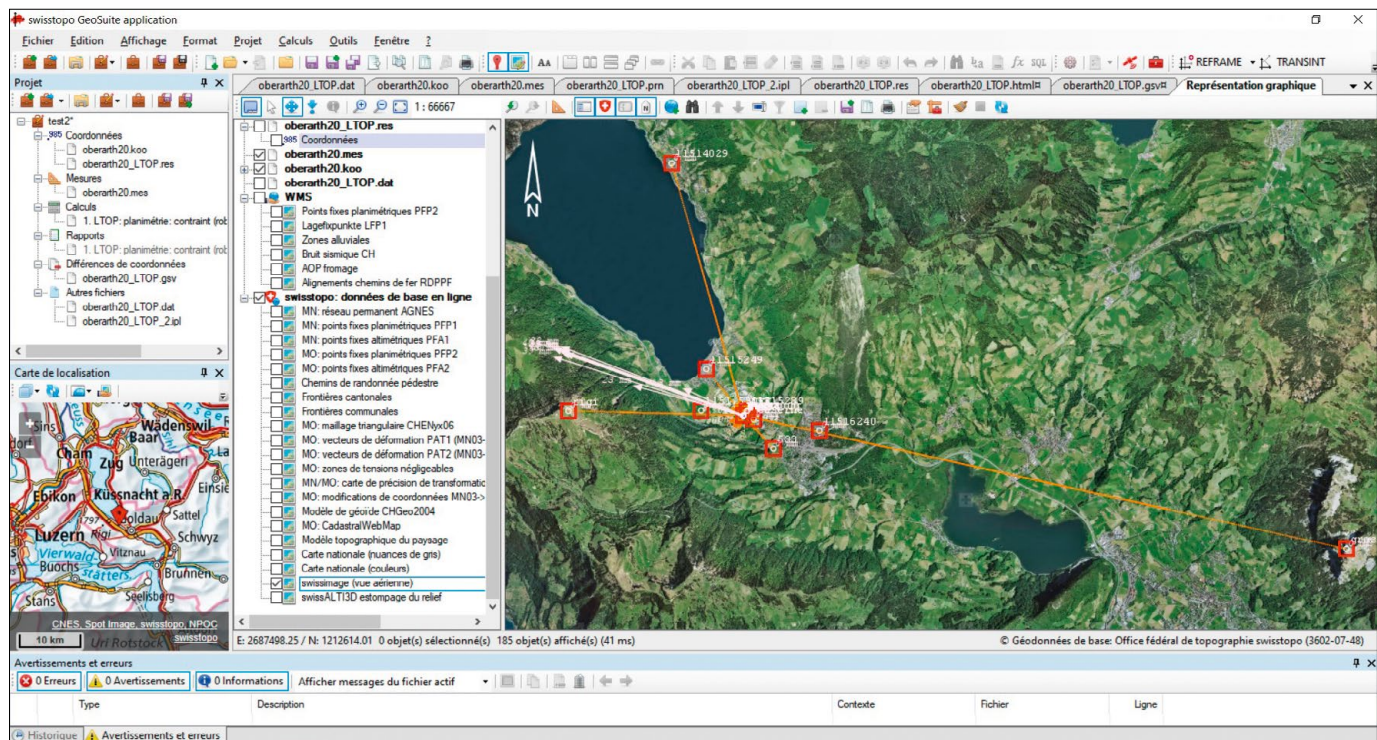 swisstopo GeoSuite application
Fichier Edition Affichage Format Projet Calculs Outils Fenêtre ?
AA SQL REFRAME TRANSINT
Projet
oberarth20_LTOP.dat oberarth20.koo oberarth20.mes oberarth20_LTOP.prn oberarth20_LTOP_2.ipl oberarth20_LTOP.res oberarth20_LTOP.html¤ oberarth20_LTOP.gsv¤ Représentation graphique
1: 66667
test2*
985 Coordonnées
oberarth20.koo
oberarth20_LTOP.res
Mesures
oberarth20.mes
Calculs
1. LTOP: planimétrie: contraint (rob
Rapports
1. LTOP: planimétrie: contraint (rob
Différences de coordonnées
oberarth20_LTOP.gsv
Autres fichiers
oberarth20_LTOP.dat
oberarth20_LTOP_2.ipl
Carte de localisation
Sins
Wädenswil
Baar
Cham
Zug
Unterägeri
Ebikon
Küssnacht a.R.
Einsie
1797
Goldau
Sattel
Luzern
Rigi
Schwyz
Vierwald-
Vitznau
Buochs
stätters.
Brunnen
Stans
Seelisberg
CNES, Spot Image, swisstopo, NPOC
10 km
Uri Rotstock
swisstopo
oberarth20_LTOP.res
985 Coordonnées
oberarth20.mes
oberarth20.koo
oberarth20_LTOP.dat
WMS
Points fixes planimétriques PFP2
Lagefixpunkte LFP1
Zones alluviales
Bruit sismique CH
AOP fromage
Alignements chemins de fer RDPPF
swisstopo: données de base en ligne
MN: réseau permanent AGNES
MN: points fixes planimétriques PFP1
MN: points fixes altimétriques PFA1
MO: points fixes planimétriques PFP2
MO: points fixes altimétriques PFA2
Chemins de randonnée pédestre
Frontières cantonales
Frontières communales
MO: maillage triangulaire CHENyx06
MO: vecteurs de déformation PAT1 (MN03-
MO: vecteurs de déformation PAT2 (MN03-
MO: zones de tensions négligeables
MN/MO: carte de précision de transformatic
MO: modifications de coordonnées MN03->
Modèle de géoïde CHGeo2004
MO: CadastralWebMap
Modèle topographique du paysage
Carte nationale (nuances de gris)
Carte nationale (couleurs)
swissimage (vue aérienne)
swissALTI3D estompage du relief
N
11514029
11515249
rigi
11516240
E: 2687498.25 / N: 1212614.01 0 objet(s) sélectionné(s) 185 objet(s) affiché(s) (41 ms)
© Géodonnées de base: Office fédéral de topographie swisstopo (3602-07-48)
Avertissements et erreurs
0 Erreurs 0 Avertissements 0 Informations Afficher messages du fichier actif
Type Description Contexte Fichier Ligne
Historique Avertissements et erreurs